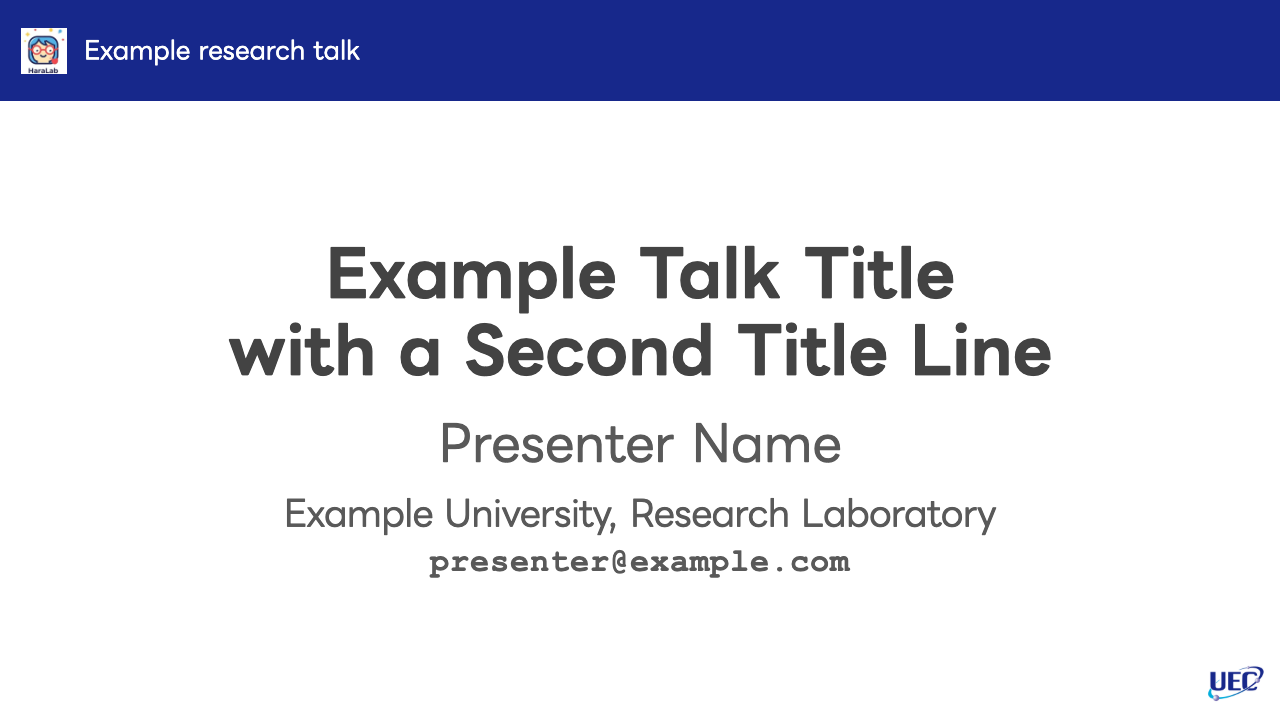 HaraLab
Example research talk
Example Talk Title
with a Second Title Line
Presenter Name
Example University, Research Laboratory
presenter@example.com
UEC